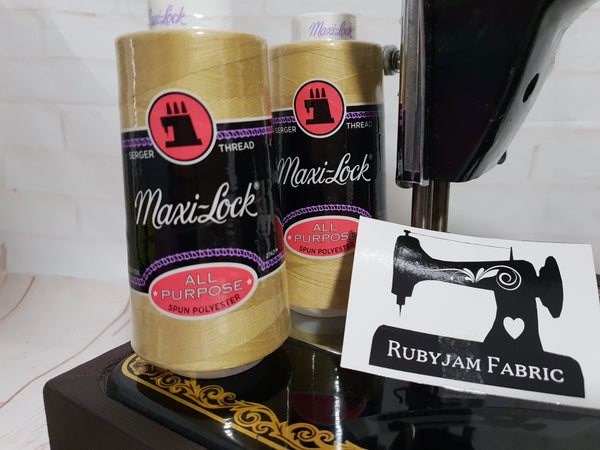 Maxi-Lock
SERGER THREAD
Maxi-Lock®
ALL
PURPOSE
SPUN POLYESTER
Maxi-Lock
SERGER THREAD
Maxi-Lock®
ALL
PURPOSE
SPUN POLYESTER
RUBYJAM FABRIC